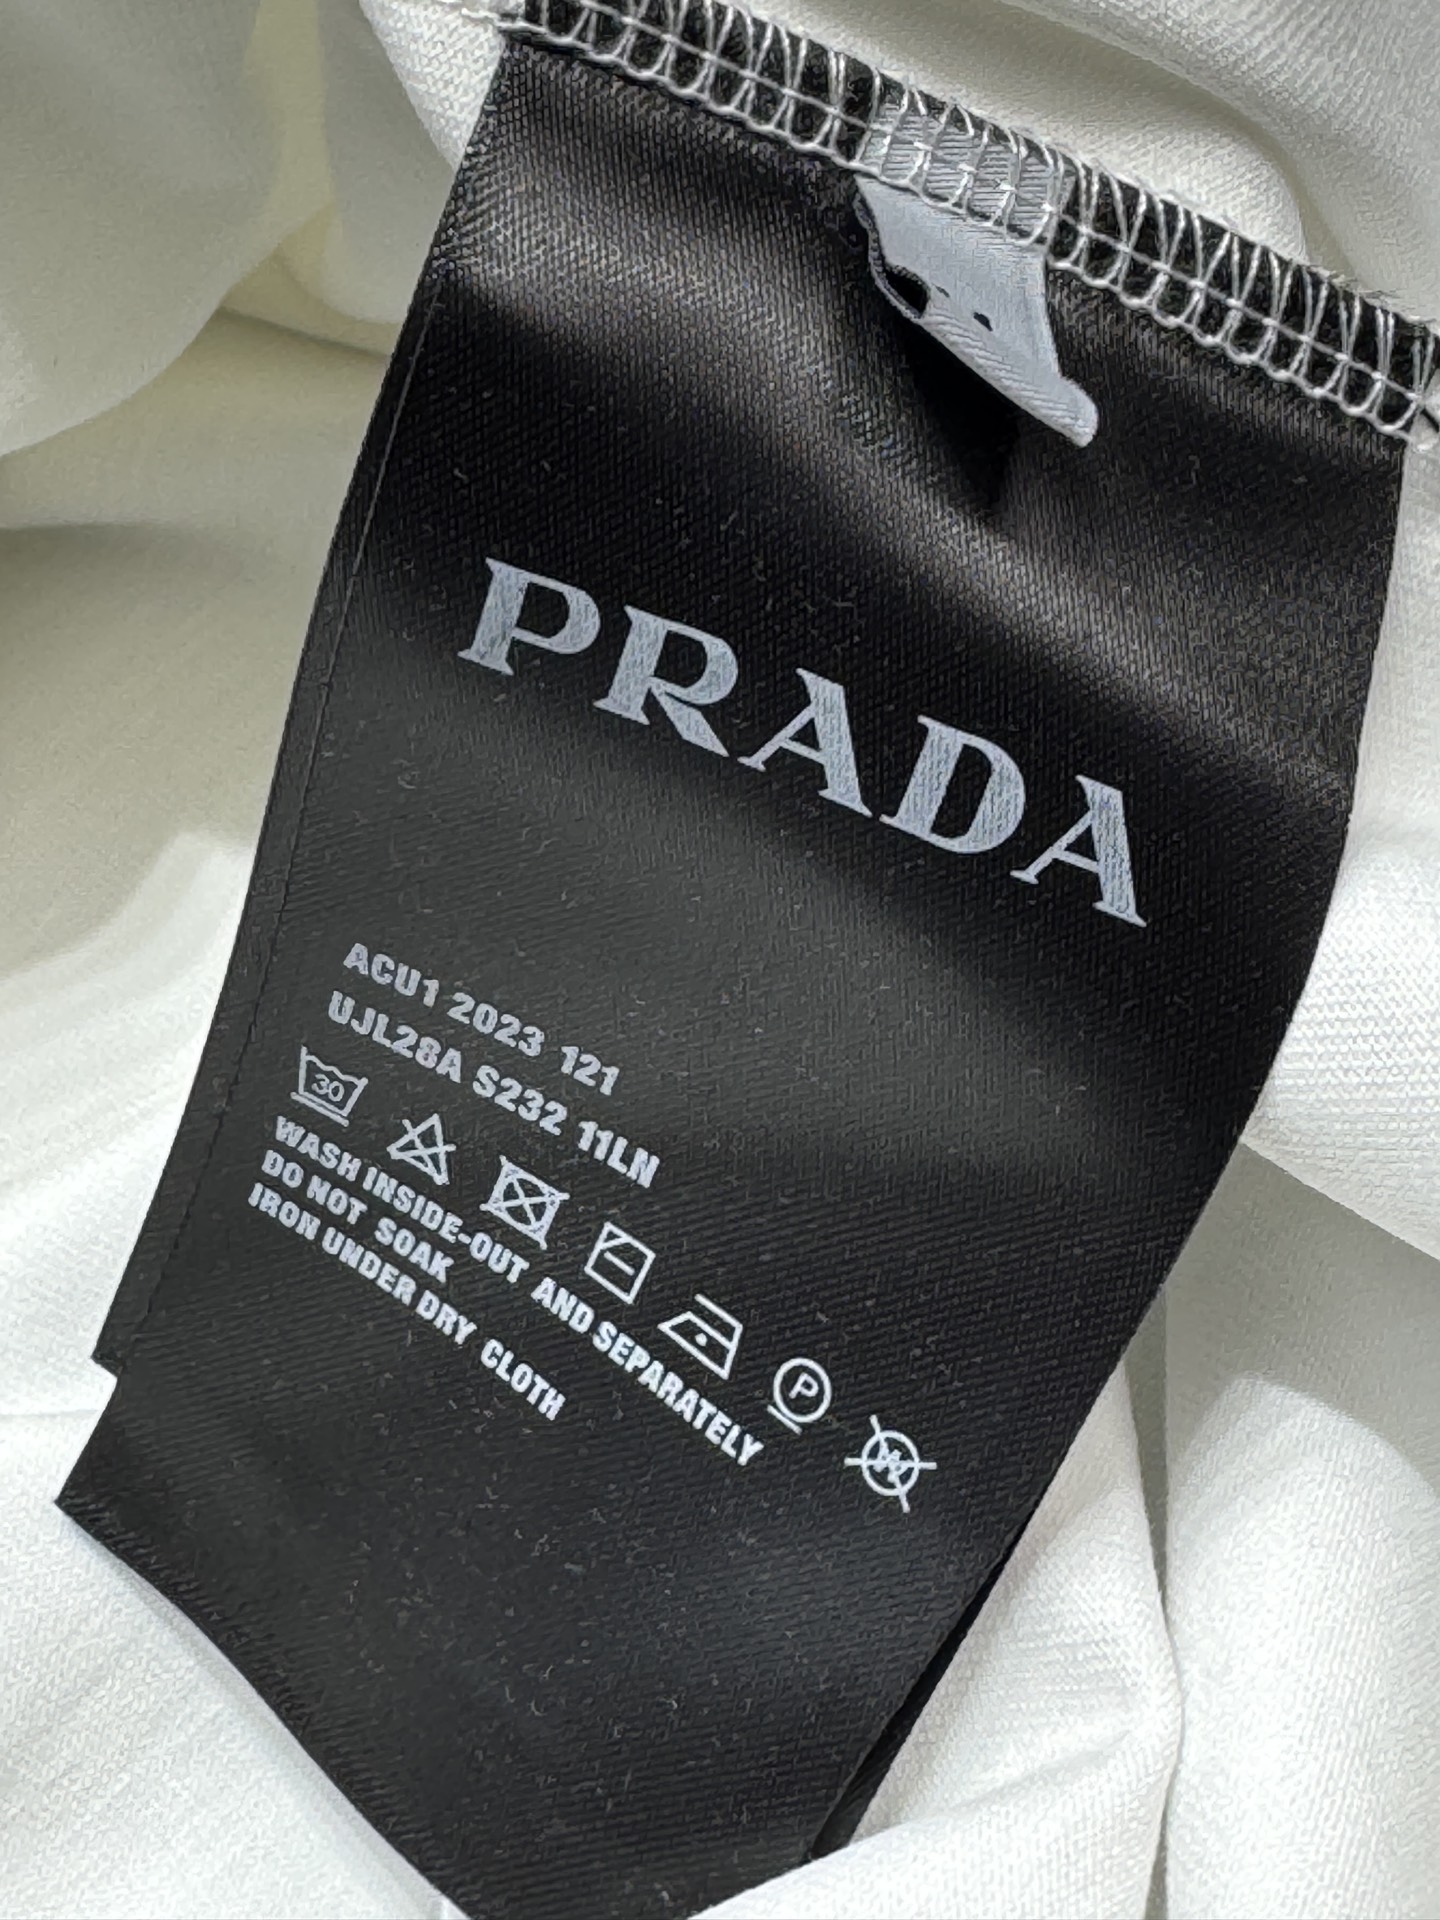 PRADA
ACU1 2023 121
UJL28A S232 11LN
30
P
W
WASH INSIDE-OUT AND SEPARATELY
DO NOT SOAK
IRON UNDER DRY CLOTH